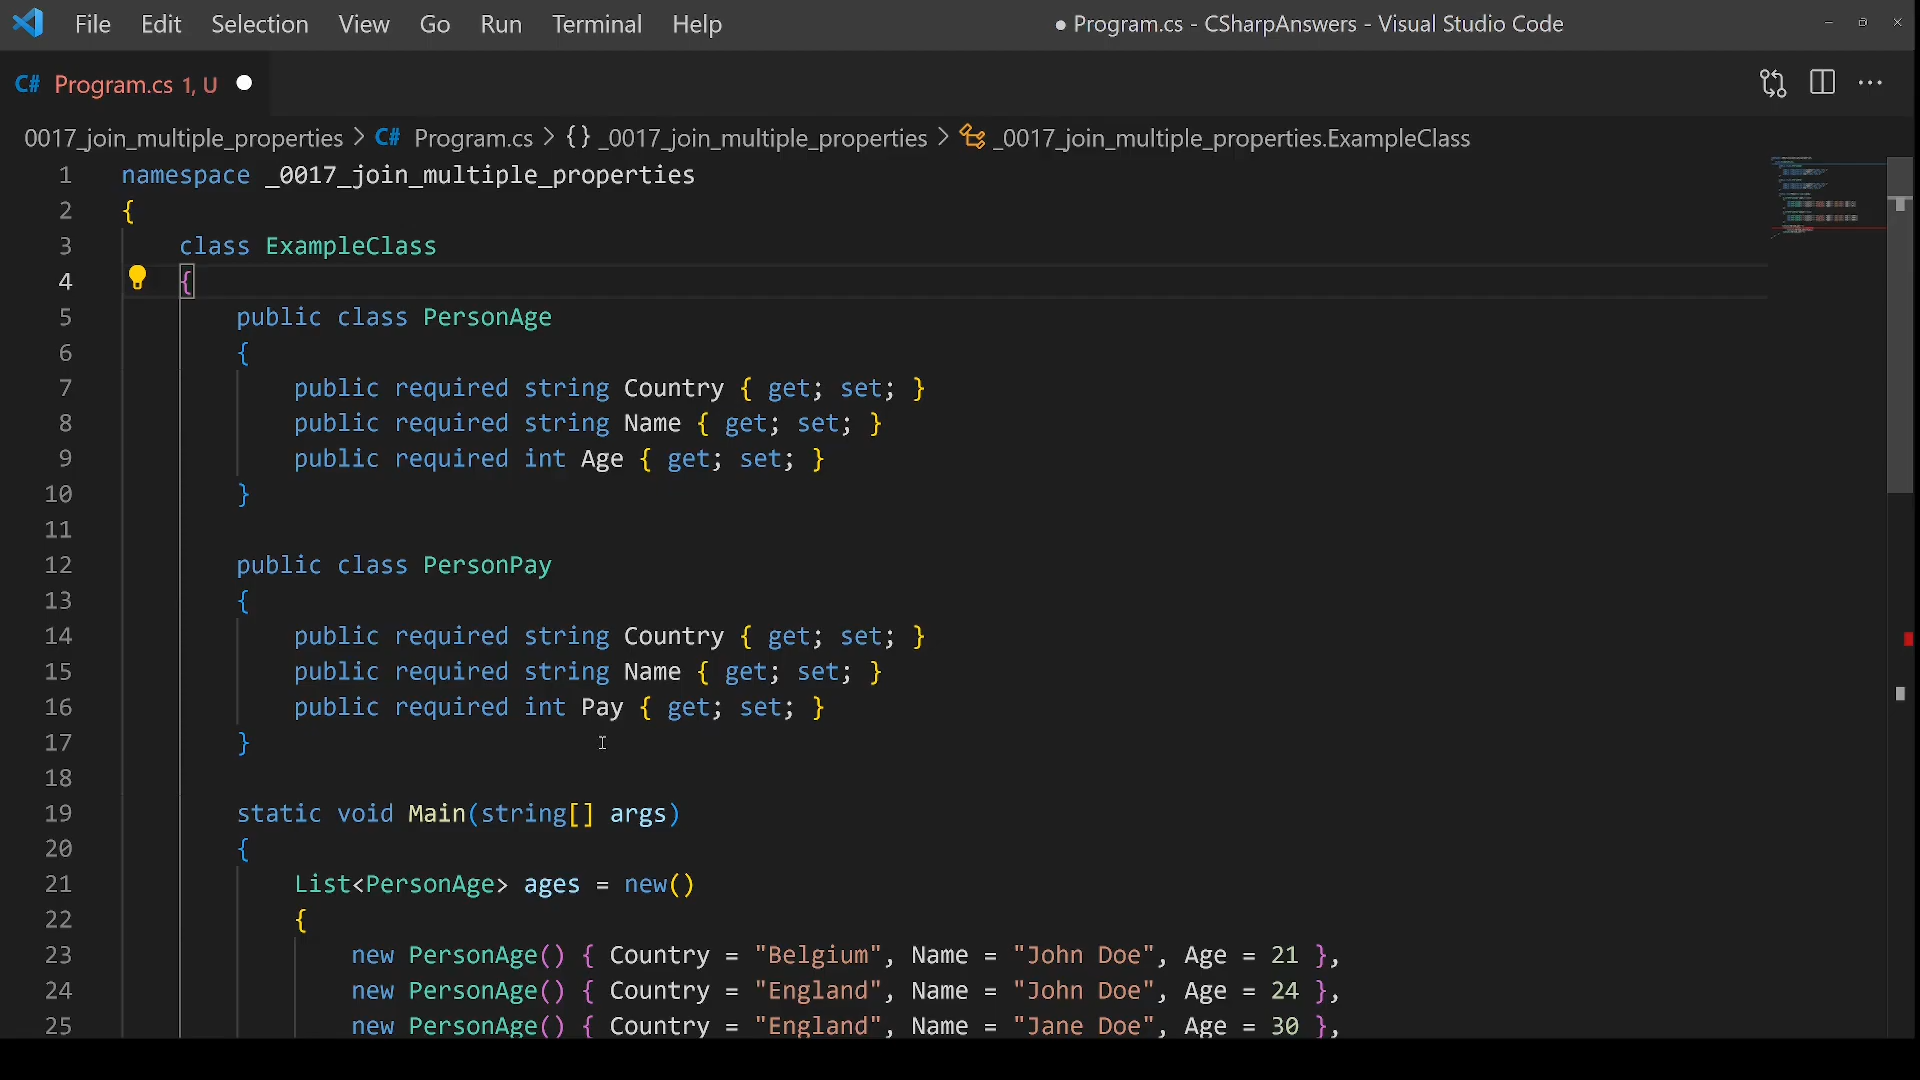 File Edit Selection View Go Run Terminal Help ● Program.cs - CSharpAnswers - Visual Studio Code
C# Program.cs 1, U
0017_join_multiple_properties > C# Program.cs > {} _0017_join_multiple_properties > _0017_join_multiple_properties.ExampleClass
1 namespace _0017_join_multiple_properties
2 {
3 class ExampleClass
4 {
5 public class PersonAge
6 {
7 public required string Country { get; set; }
8 public required string Name { get; set; }
9 public required int Age { get; set; }
10 }
11
12 public class PersonPay
13 {
14 public required string Country { get; set; }
15 public required string Name { get; set; }
16 public required int Pay { get; set; }
17 }
18
19 static void Main(string[] args)
20 {
21 List<PersonAge> ages = new()
22 {
23 new PersonAge() { Country = "Belgium", Name = "John Doe", Age = 21 },
24 new PersonAge() { Country = "England", Name = "John Doe", Age = 24 },
25 new PersonAge() { Country = "England", Name = "Jane Doe", Age = 30 },